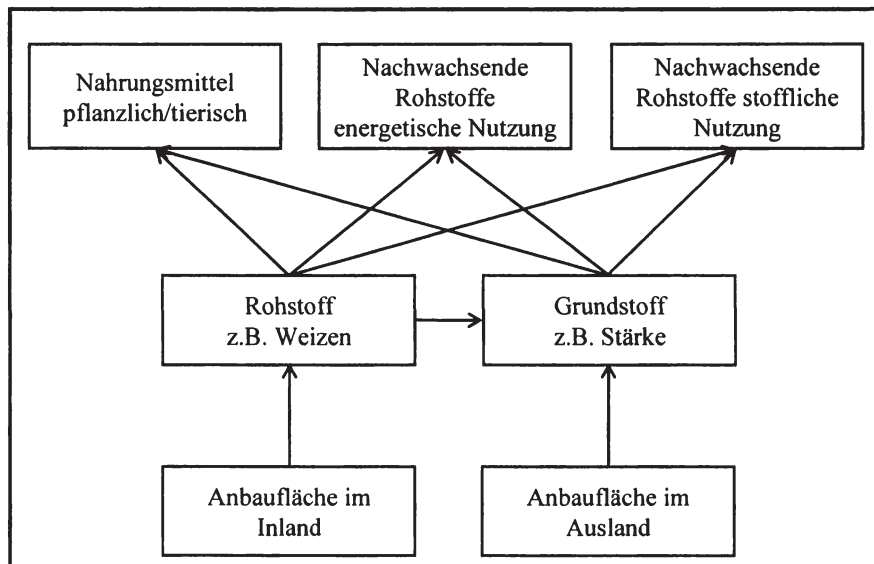 Nahrungsmittel
pflanzlich/tierisch
Nachwachsende
Rohstoffe
energetische Nutzung
Nachwachsende
Rohstoffe stoffliche
Nutzung
Rohstoff
z.B. Weizen
Grundstoff
z.B. Stärke
Anbaufläche im
Inland
Anbaufläche im
Ausland